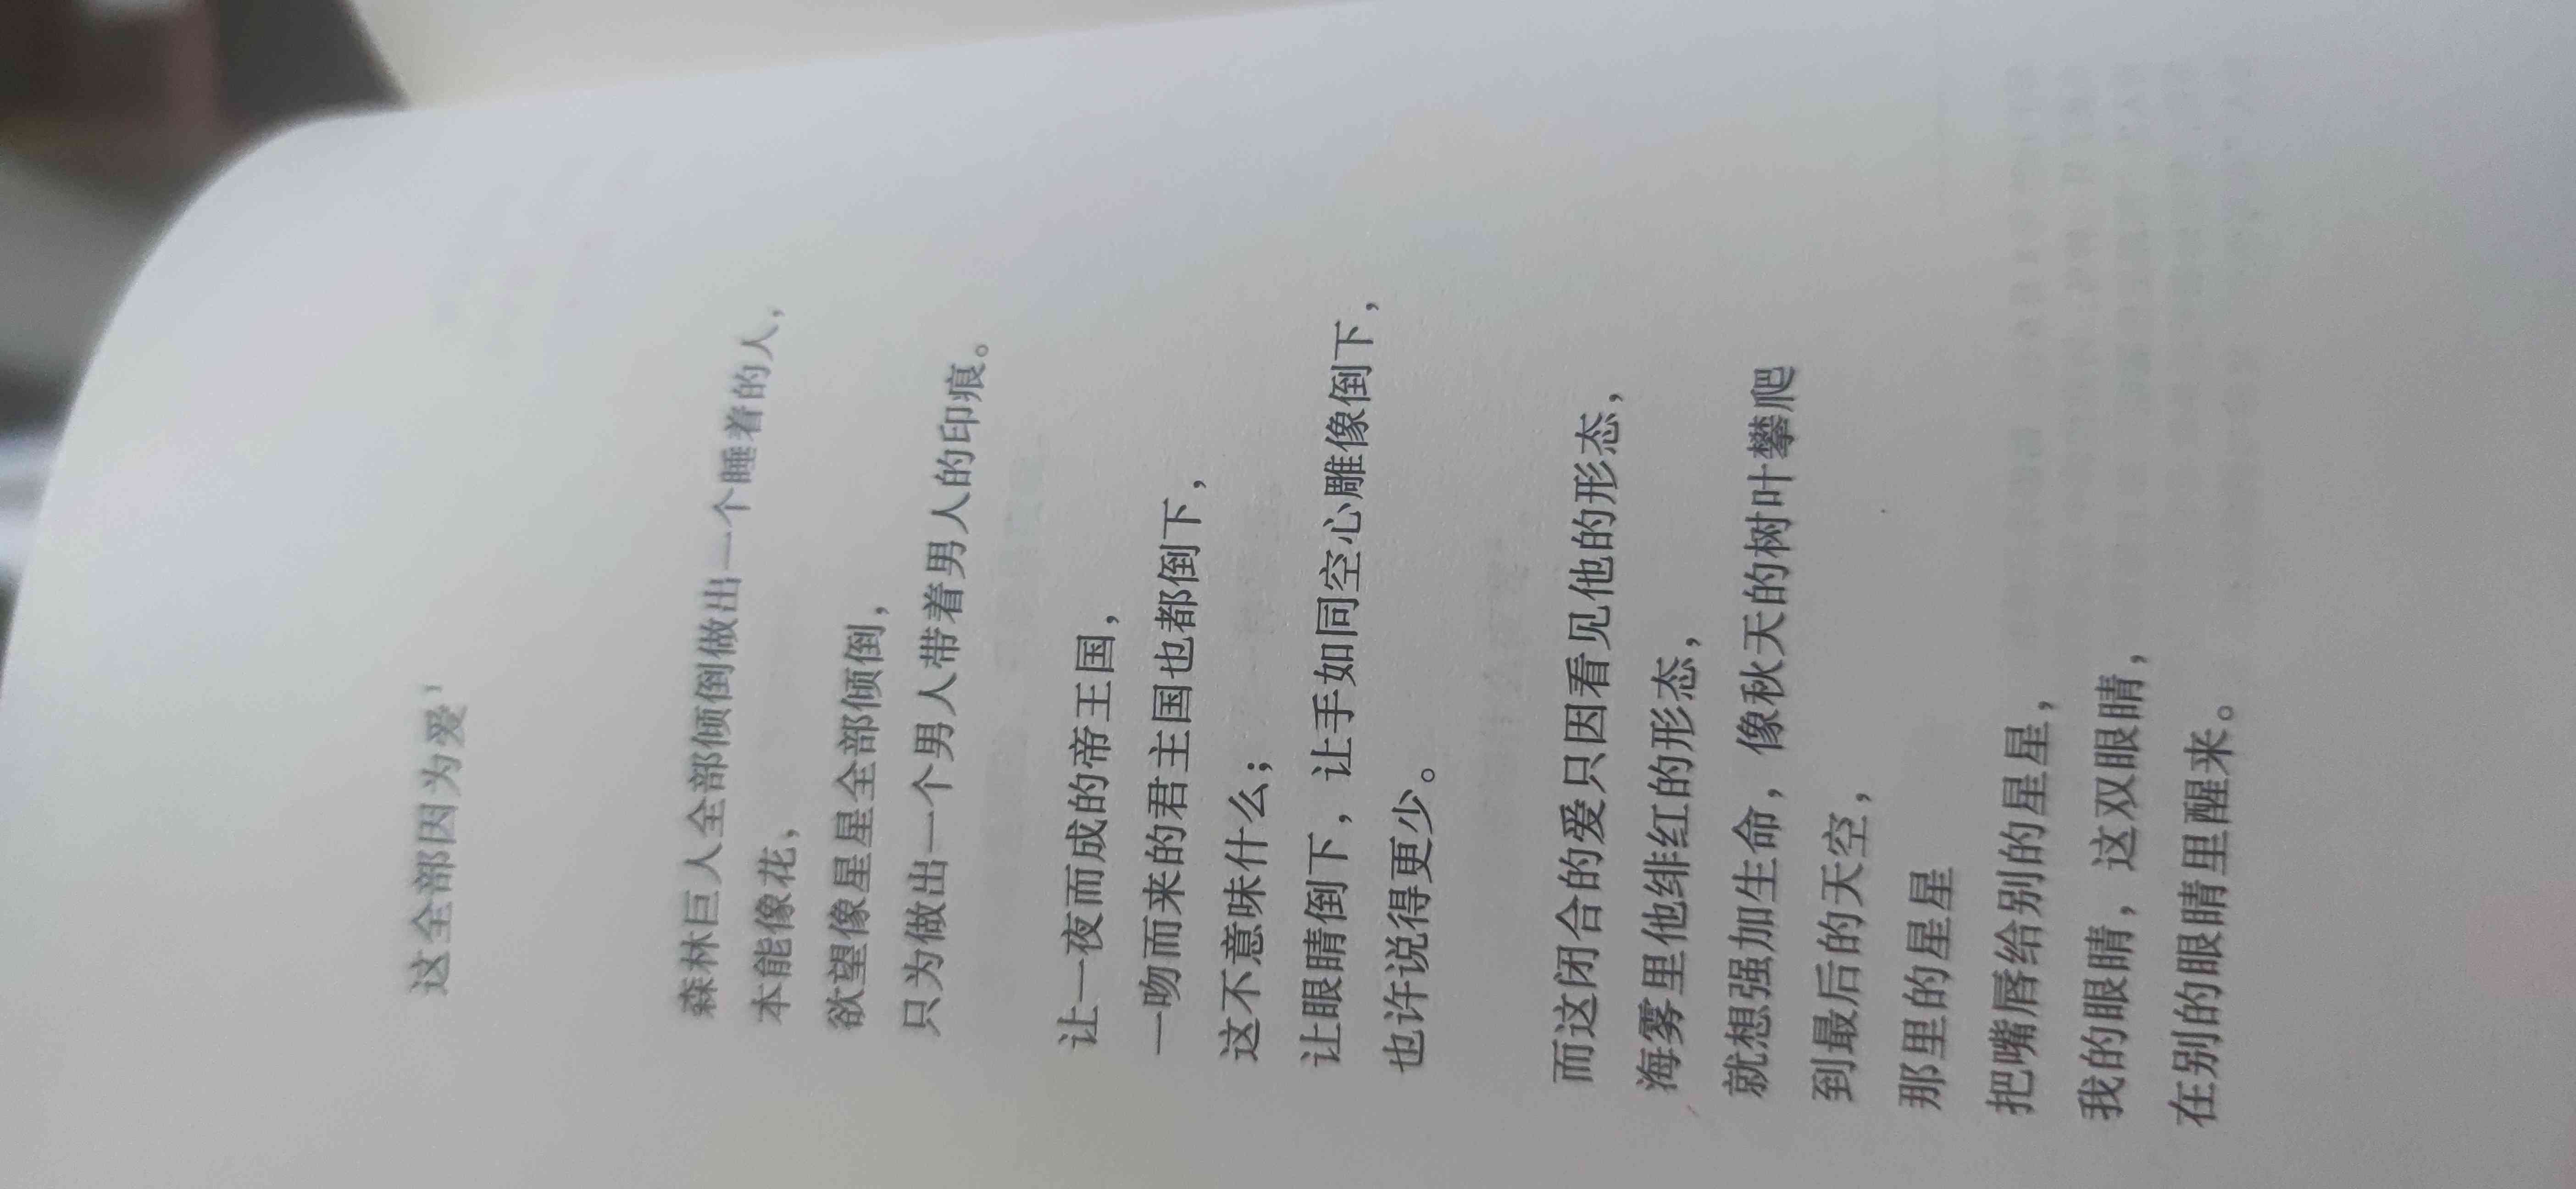 这全部因为爱¹
森林巨人全部倾倒做出一个睡着的人，
本能像花，
欲望像星星全部倾倒，
只为做出一个男人带着男人的印痕。
让一夜而成的帝王国，
一吻而来的君主国也都倒下，
这不意味什么；
让眼睛倒下，让手如同空心雕像倒下，
也许说得更少。
而这闭合的爱只因看见他的形态，
海雾里他绯红的形态，
就想强加生命，像秋天的树叶攀爬
到最后的天空，
那里的星星
把嘴唇给别的星星，
我的眼睛，这双眼睛，
在别的眼睛里醒来。